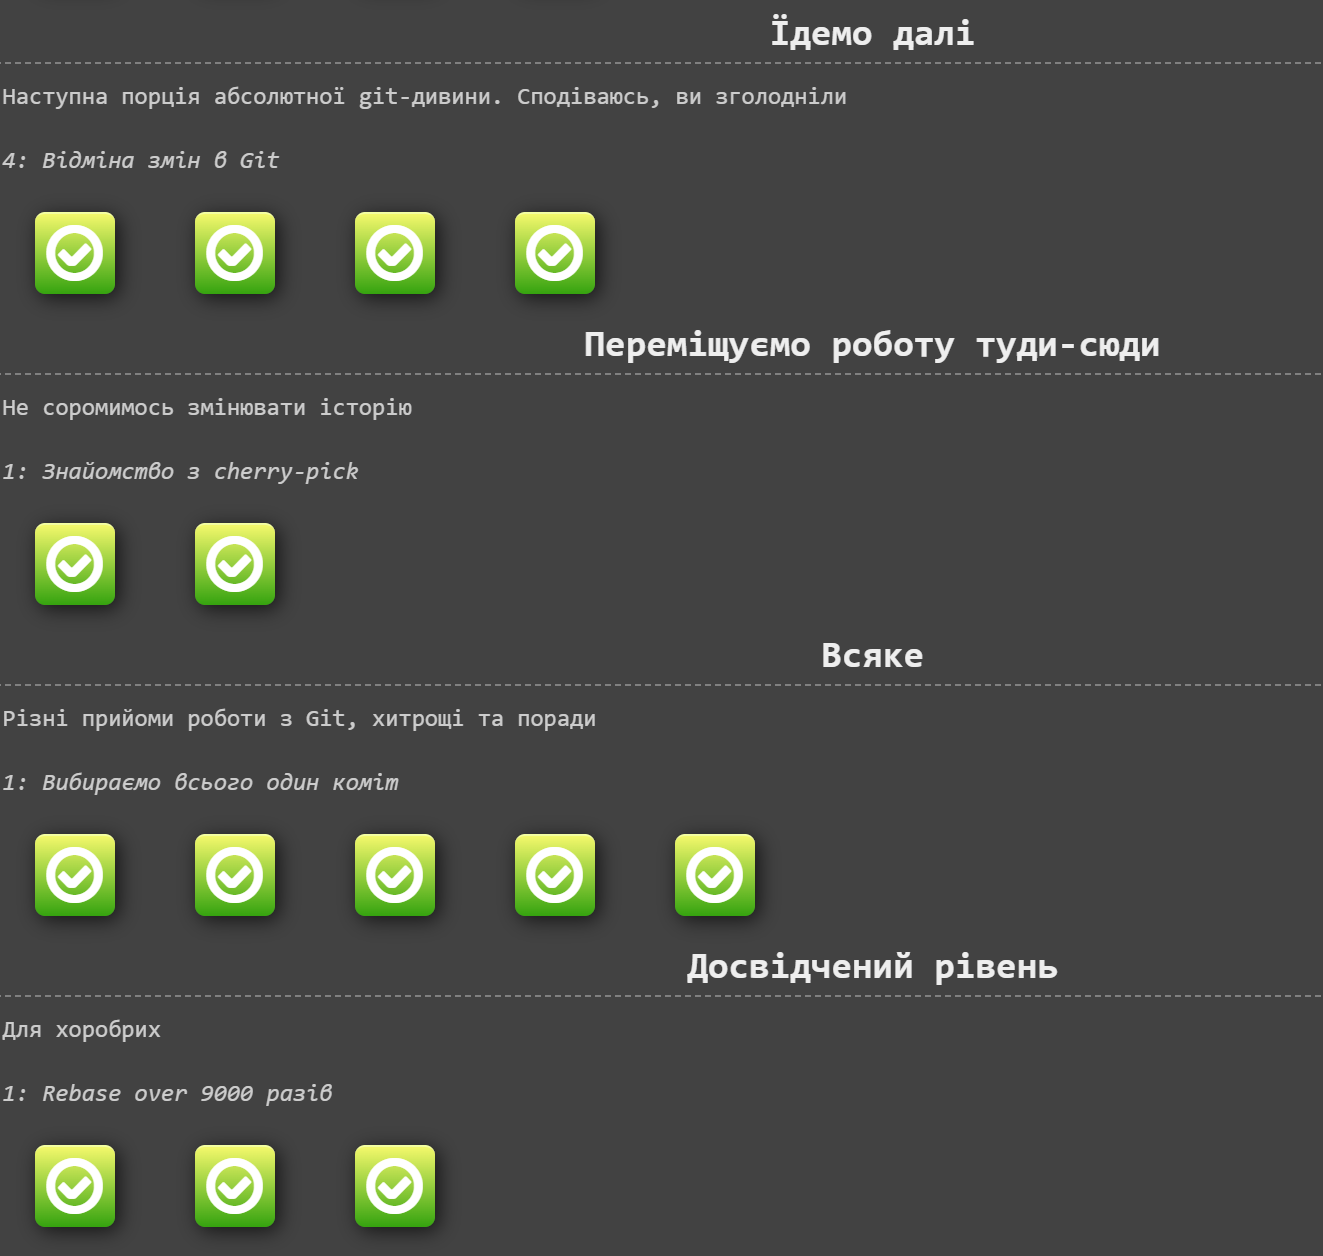 Їдемо далі
Наступна порція абсолютної git-дивини. Сподіваюсь, ви зголодніли
4: Відміна змін в Git
Переміщуємо роботу туди-сюди
Не соромимось змінювати історію
1: Знайомство з cherry-pick
Всяке
Різні прийоми роботи з Git, хитрощі та поради
1: Вибираємо всього один коміт
Досвідчений рівень
Для хоробрих
1: Rebase over 9000 разів